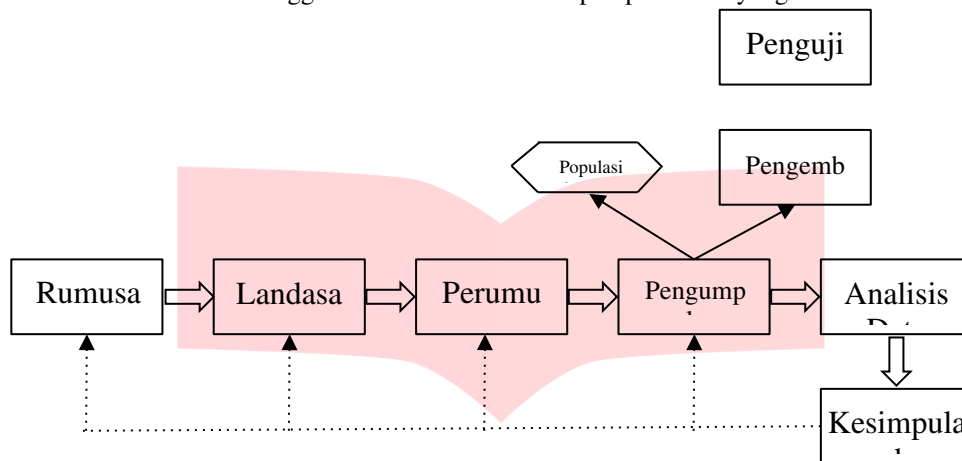 Penguji
Populasi
Pengemb
Rumusa
Landasa
Perumu
Pengump
Analisis
Kesimpula